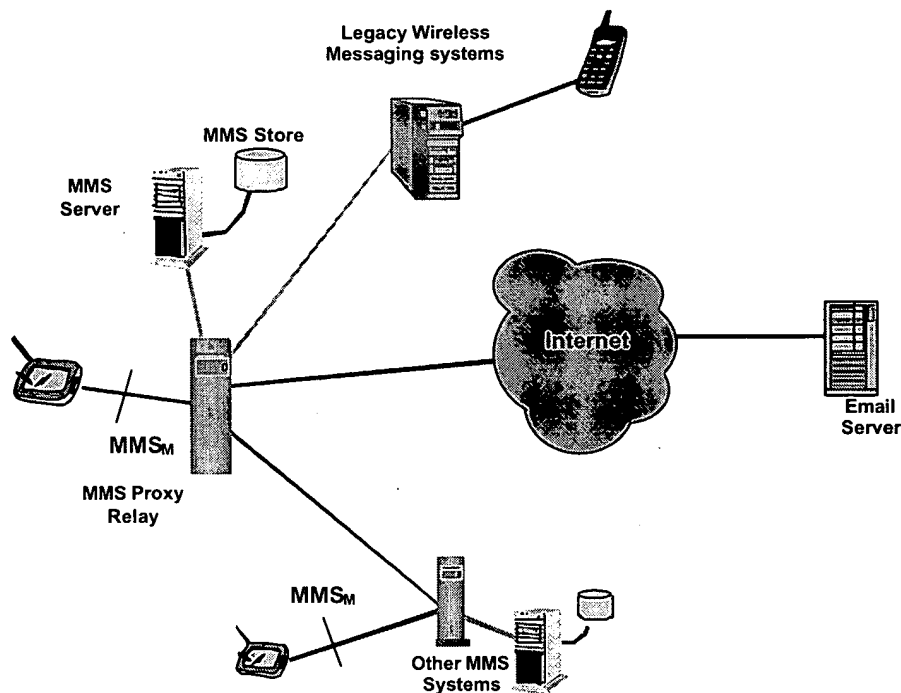 Legacy Wireless
Messaging systems
MMS Store
MMS
Server
Internet
Email
Server
MMSM
MMS Proxy
Relay
MMSM
Other MMS
Systems